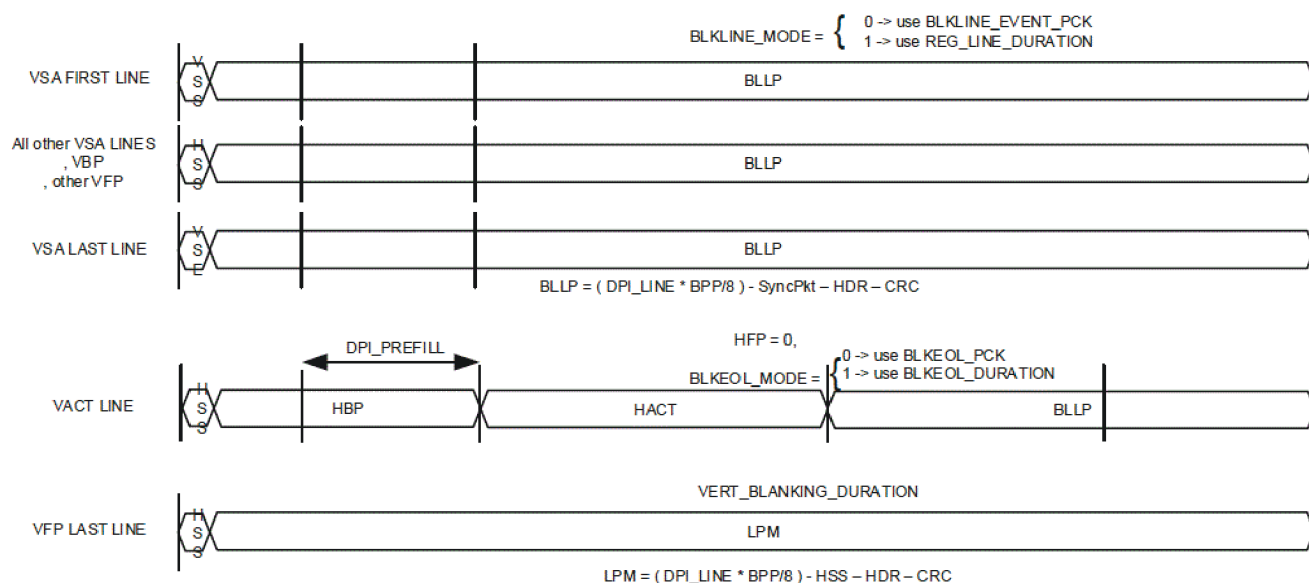 BLKLINE_MODE = { 0 -> use BLKLINE_EVENT_PCK
1 -> use REG_LINE_DURATION
VSA FIRST LINE
V
S
S
BLLP
All other VSA LINES
, VBP
, other VFP
H
S
S
BLLP
VSA LAST LINE
V
S
E
BLLP
BLLP = ( DPI_LINE * BPP/8 ) - SyncPkt – HDR – CRC
HFP = 0,
DPI_PREFILL
BLKEOL_MODE = { 0 -> use BLKEOL_PCK
1 -> use BLKEOL_DURATION
VACT LINE
H
S
S
HBP
HACT
BLLP
VERT_BLANKING_DURATION
VFP LAST LINE
H
S
S
LPM
LPM = ( DPI_LINE * BPP/8 ) - HSS – HDR – CRC